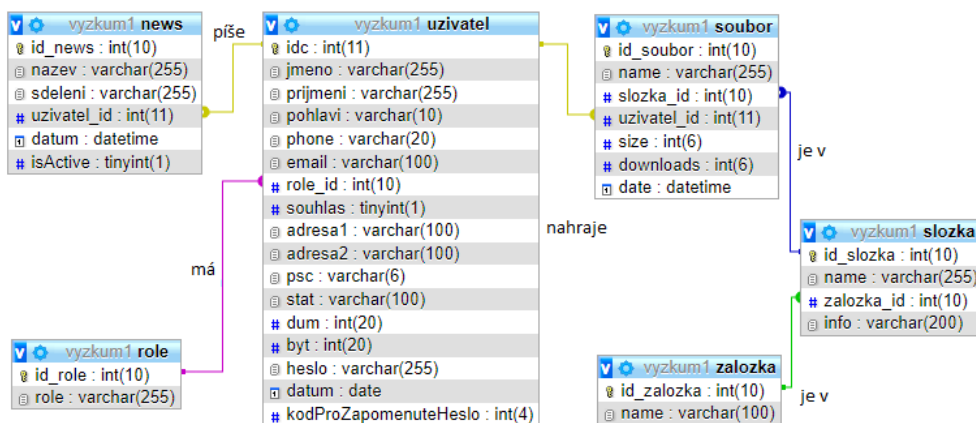 vyzkum1 news
id_news : int(10)
nazev : varchar(255)
sdeleni : varchar(255)
uzivatel_id : int(11)
datum : datetime
isActive : tinyint(1)
píše
vyzkum1 uzivatel
idc : int(11)
jmeno : varchar(255)
prijmeni : varchar(255)
pohlavi : varchar(10)
phone : varchar(20)
email : varchar(100)
role_id : int(10)
souhlas : tinyint(1)
adresa1 : varchar(100)
adresa2 : varchar(100)
psc : varchar(6)
stat : varchar(100)
dum : int(20)
byt : int(20)
heslo : varchar(255)
datum : date
kodProZapomenuteHeslo : int(4)
vyzkum1 soubor
id_soubor : int(10)
name : varchar(255)
slozka_id : int(10)
uzivatel_id : int(11)
size : int(6)
downloads : int(6)
date : datetime
je v
nahraje
má
vyzkum1 slozka
id_slozka : int(10)
name : varchar(255)
zalozka_id : int(10)
info : varchar(200)
vyzkum1 role
id_role : int(10)
role : varchar(255)
vyzkum1 zalozka
id_zalozka : int(10)
name : varchar(100)
je v